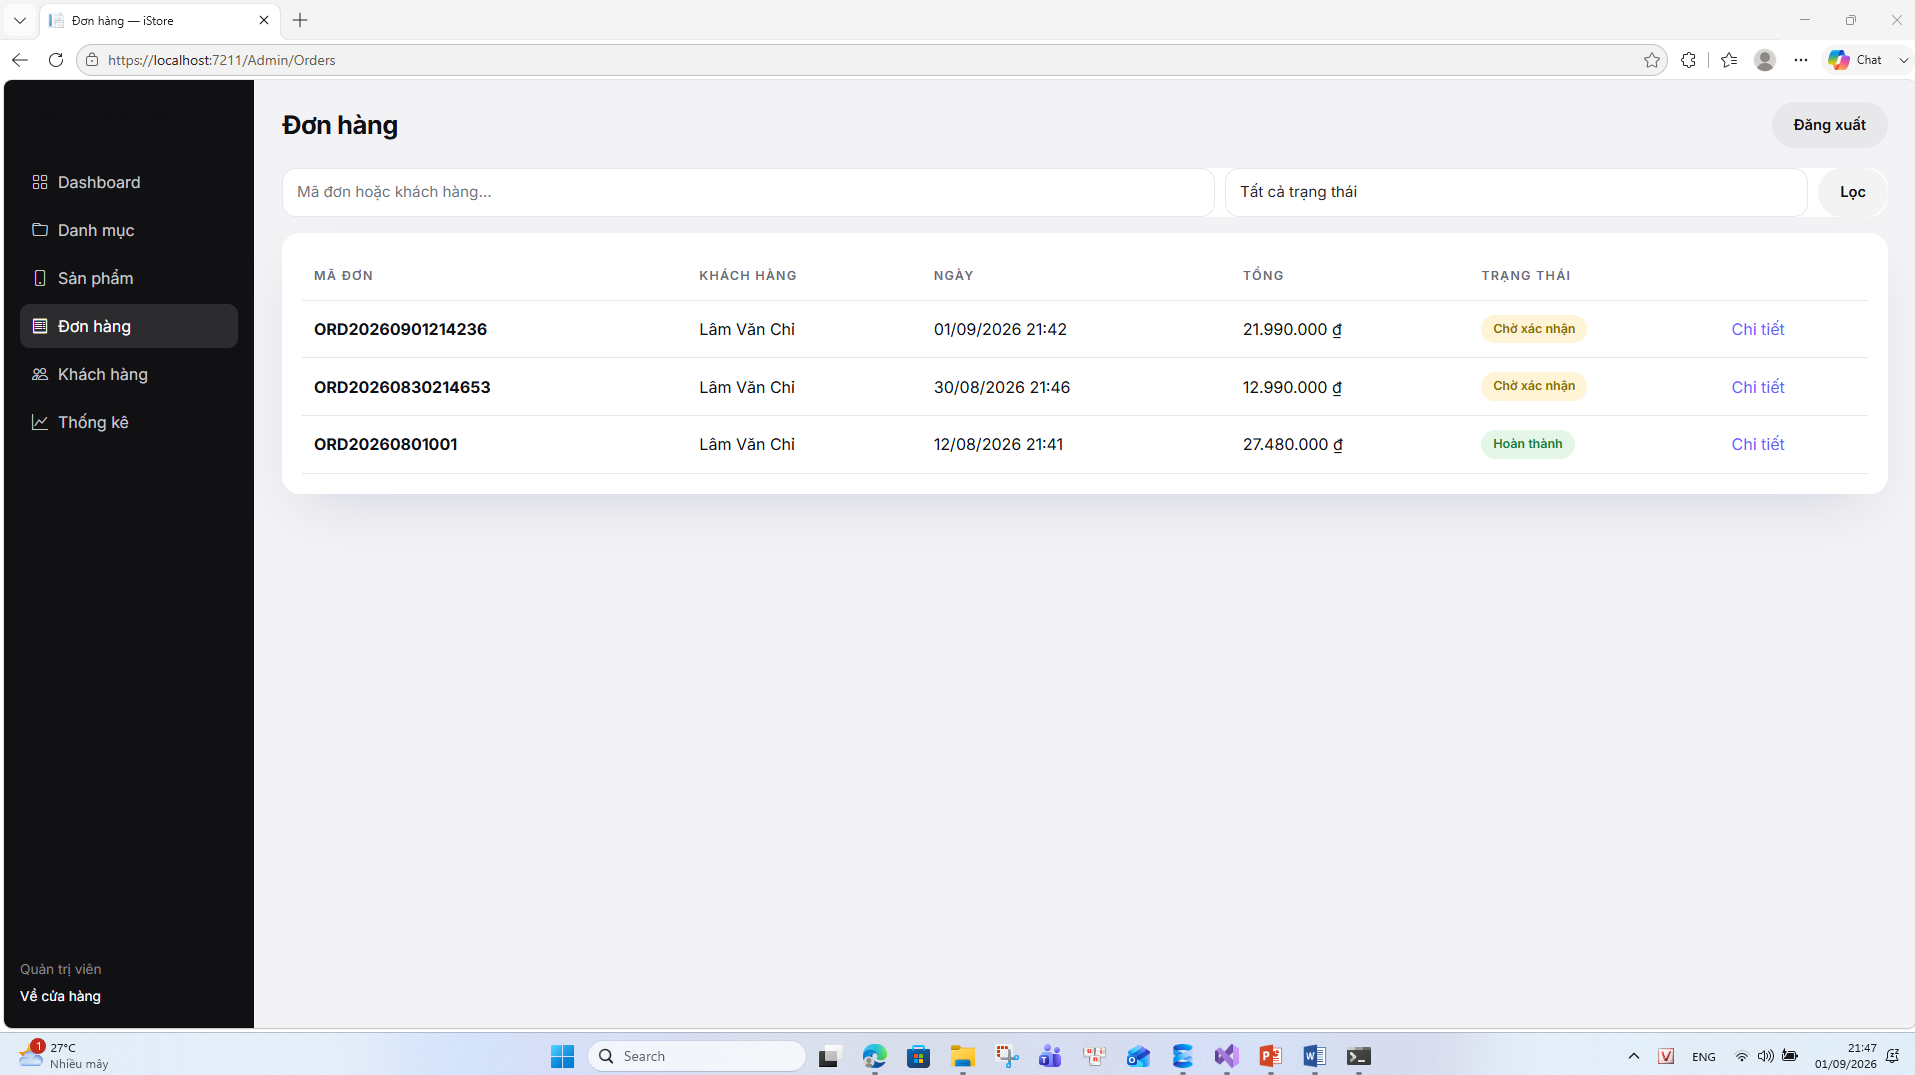 Đơn hàng — iStore
https://localhost:7211/Admin/Orders
Chat
Đơn hàng
Đăng xuất
Dashboard
Danh mục
Sản phẩm
Đơn hàng
Khách hàng
Thống kê
Mã đơn hoặc khách hàng...
Tất cả trạng thái
Lọc
MÃ ĐƠN KHÁCH HÀNG NGÀY TỔNG TRẠNG THÁI
ORD20260901214236 Lâm Văn Chỉ 01/09/2026 21:42 21.990.000 ₫ Chờ xác nhận Chi tiết
ORD20260830214653 Lâm Văn Chỉ 30/08/2026 21:46 12.990.000 ₫ Chờ xác nhận Chi tiết
ORD20260801001 Lâm Văn Chỉ 12/08/2026 21:41 27.480.000 ₫ Hoàn thành Chi tiết
Quản trị viên
Về cửa hàng
1
27°C
Nhiều mây
Search
ENG
21:47
01/09/2026